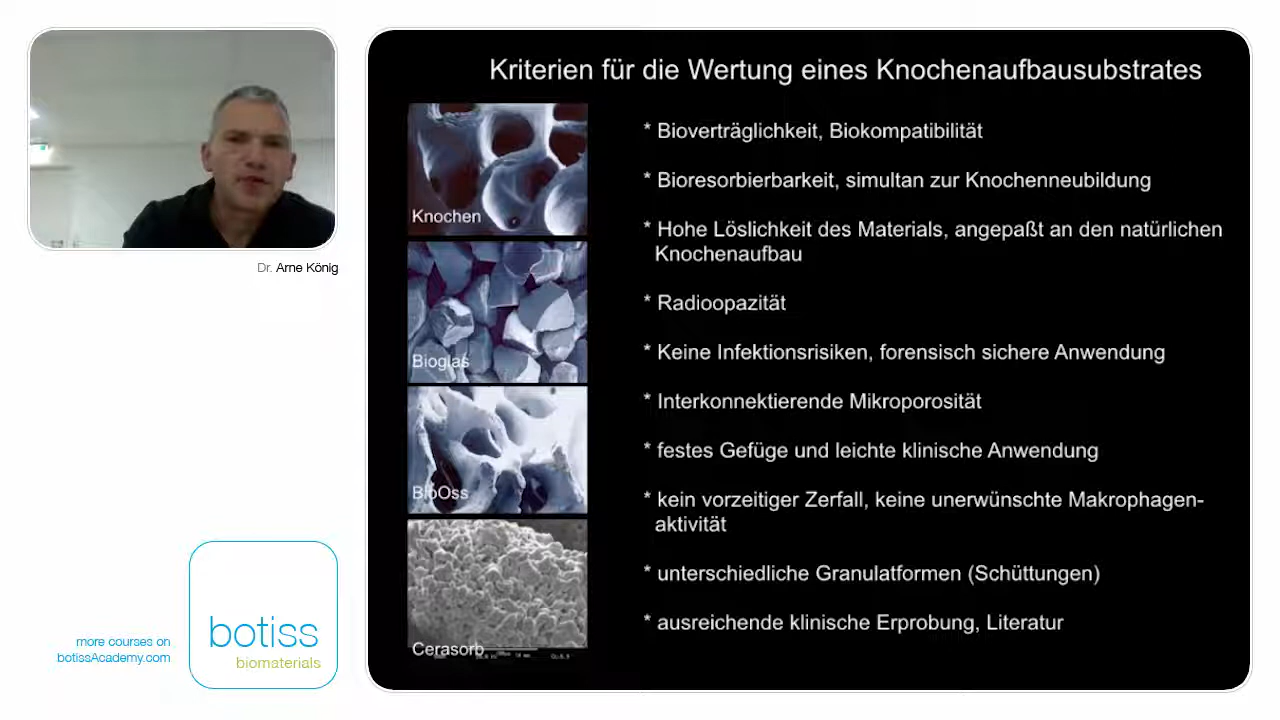 Dr. Arne König
more courses on
botissAcademy.com
botiss
biomaterials
Kriterien für die Wertung eines Knochenaufbausubstrates
Knochen
Bioglas
BioOss
Cerasorb
* Bioverträglichkeit, Biokompatibilität
* Bioresorbierbarkeit, simultan zur Knochenneubildung
* Hohe Löslichkeit des Materials, angepaßt an den natürlichen
Knochenaufbau
* Radioopazität
* Keine Infektionsrisiken, forensisch sichere Anwendung
* Interkonnektierende Mikroporosität
* festes Gefüge und leichte klinische Anwendung
* kein vorzeitiger Zerfall, keine unerwünschte Makrophagen-
aktivität
* unterschiedliche Granulatformen (Schüttungen)
* ausreichende klinische Erprobung, Literatur